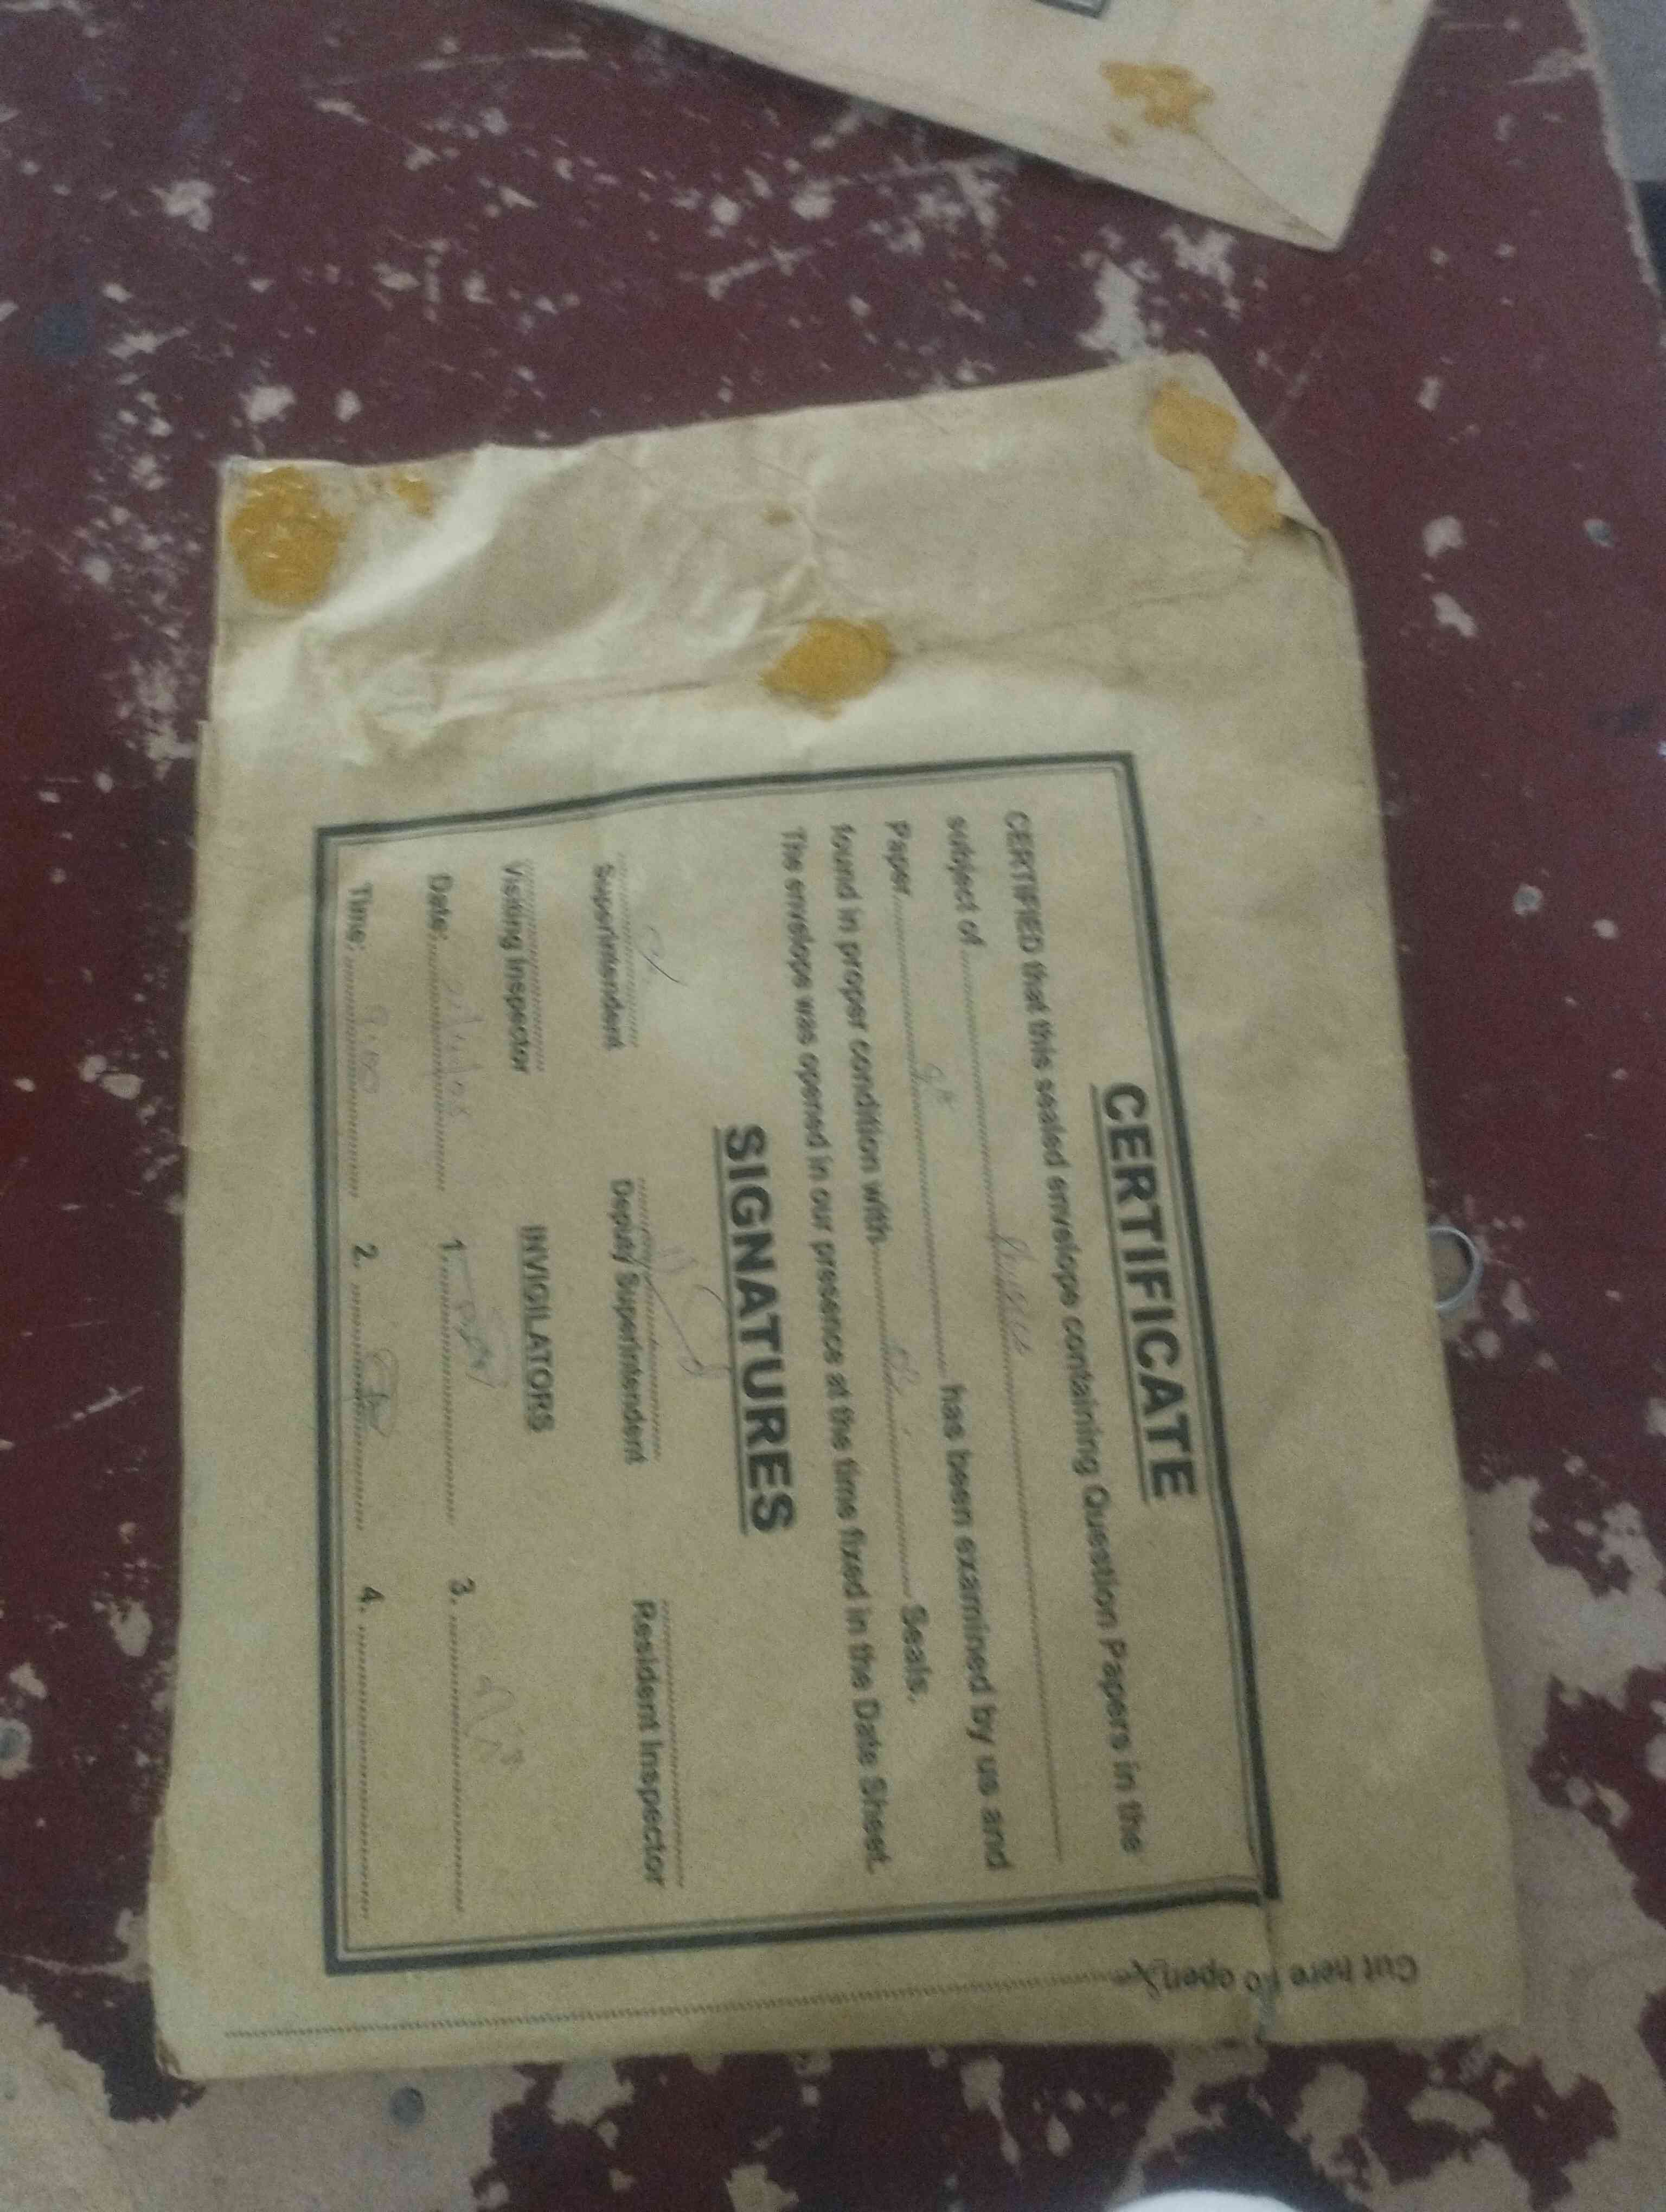 CERTIFICATE
CERTIFIED that this sealed envelope containing Question Papers in the
subject of
Paper has been examined by us and
found in proper condition with Seals.
The envelope was opened in our presence at the time fixed in the Date Sheet.
SIGNATURES
Superintendent Deputy Superintendent Resident Inspector
Visiting Inspector INVIGILATORS
Date: 1. 3.
Time: 2. 4.
Cut here to open